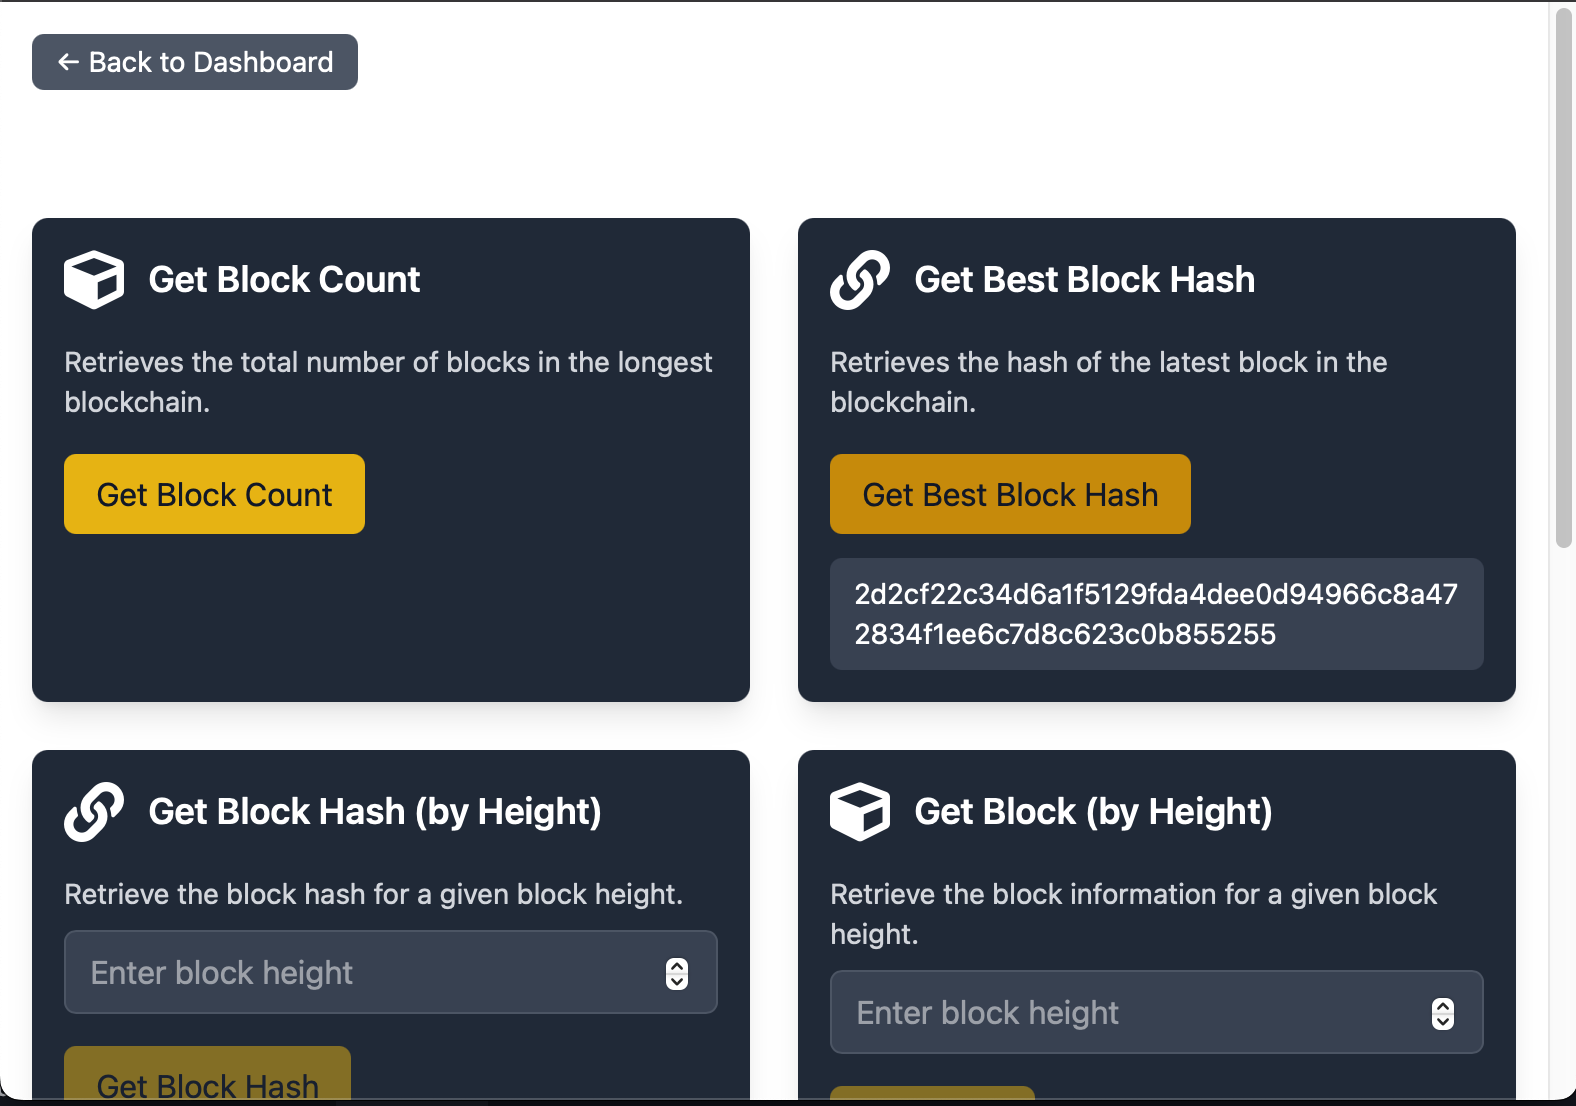 ← Back to Dashboard
Get Block Count
Retrieves the total number of blocks in the longest
blockchain.
Get Block Count
Get Best Block Hash
Retrieves the hash of the latest block in the
blockchain.
Get Best Block Hash
2d2cf22c34d6a1f5129fda4dee0d94966c8a47
2834f1ee6c7d8c623c0b855255
Get Block Hash (by Height)
Retrieve the block hash for a given block height.
Enter block height
Get Block Hash
Get Block (by Height)
Retrieve the block information for a given block
height.
Enter block height